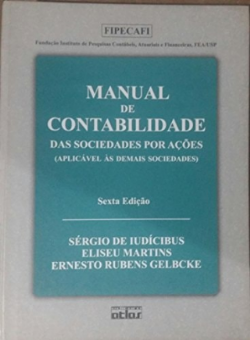 FIPECAFI
Fundação Instituto de Pesquisas Contábeis, Atuariais e Financeiras, FEA/USP
MANUAL
DE
CONTABILIDADE
DAS SOCIEDADES POR AÇÕES
(APLICÁVEL ÀS DEMAIS SOCIEDADES)
Sexta Edição
SÉRGIO DE IUDÍCIBUS
ELISEU MARTINS
ERNESTO RUBENS GELBCKE
atlas